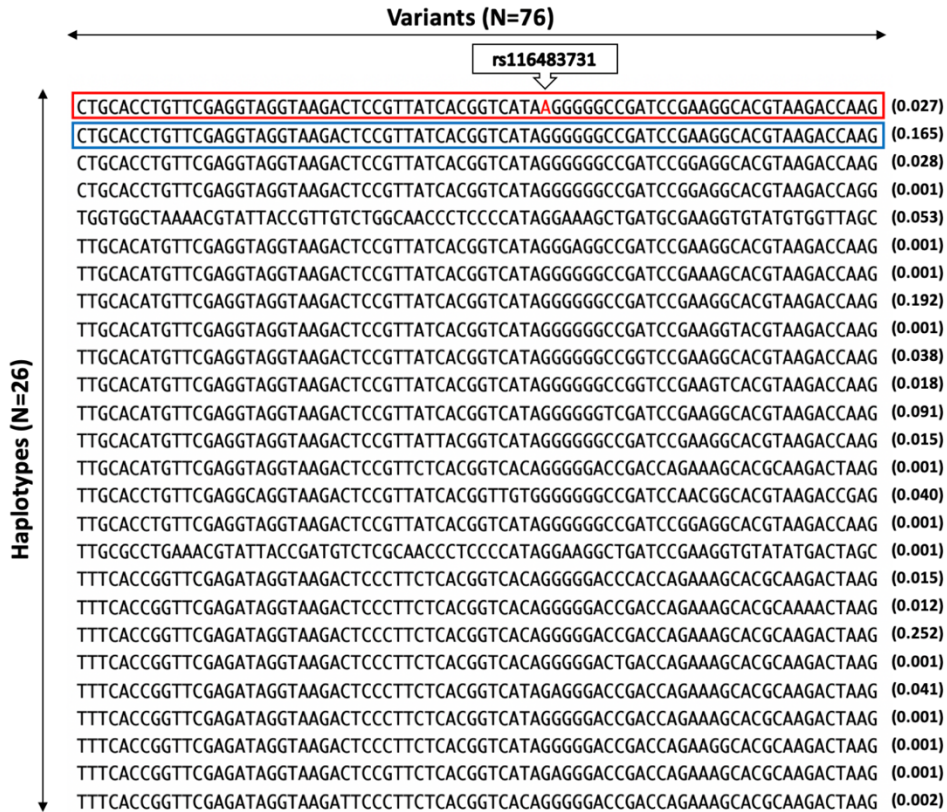 Variants (N=76)
rs116483731
Haplotypes (N=26)
CTGCACCTGTTCGAGGTAGGTAAGACTCCGTTATCACGGTCATAAGGGGGCCGATCCGAAGGCACGTAAGACCAAG (0.027)
CTGCACCTGTTCGAGGTAGGTAAGACTCCGTTATCACGGTCATAGGGGGGCCGATCCGAAGGCACGTAAGACCAAG (0.165)
CTGCACCTGTTCGAGGTAGGTAAGACTCCGTTATCACGGTCATAGGGGGGCCGATCCGGAGGCACGTAAGACCAAG (0.028)
CTGCACCTGTTCGAGGTAGGTAAGACTCCGTTATCACGGTCATAGGGGGGCCGATCCGGAGGCACGTAAGACCAGG (0.001)
TGGTGGCTAAAACGTATTACCGTTGTCTGGCAACCCTCCCCATAGGAAAGCTGATGCGAAGGTGTATGTGGTTAGC (0.053)
TTGCACATGTTCGAGGTAGGTAAGACTCCGTTATCACGGTCATAGGGAGGCCGATCCGAAGGCACGTAAGACCAAG (0.001)
TTGCACATGTTCGAGGTAGGTAAGACTCCGTTATCACGGTCATAGGGGGGCCGATCCGAAAGCACGTAAGACCAAG (0.001)
TTGCACATGTTCGAGGTAGGTAAGACTCCGTTATCACGGTCATAGGGGGGCCGATCCGAAGGCACGTAAGACCAAG (0.192)
TTGCACATGTTCGAGGTAGGTAAGACTCCGTTATCACGGTCATAGGGGGGCCGATCCGAAGGTACGTAAGACCAAG (0.001)
TTGCACATGTTCGAGGTAGGTAAGACTCCGTTATCACGGTCATAGGGGGGCCGGTCCGAAGGCACGTAAGACCAAG (0.038)
TTGCACATGTTCGAGGTAGGTAAGACTCCGTTATCACGGTCATAGGGGGGCCGGTCCGAAGTCACGTAAGACCAAG (0.018)
TTGCACATGTTCGAGGTAGGTAAGACTCCGTTATCACGGTCATAGGGGGGTCGATCCGAAGGCACGTAAGACCAAG (0.091)
TTGCACATGTTCGAGGTAGGTAAGACTCCGTTATTACGGTCATAGGGGGGCCGATCCGAAGGCACGTAAGACCAAG (0.015)
TTGCACATGTTCGAGGTAGGTAAGACTCCGTTCTCACGGTCACAGGGGGACCGACCAGAAAGCACGCAAGACTAAG (0.001)
TTGCACCTGTTCGAGGCAGGTAAGACTCCGTTATCACGGTTGTGGGGGGGCCGATCCAACGGCACGTAAGACCGAG (0.040)
TTGCACCTGTTCGAGGTAGGTAAGACTCCGTTATCACGGTCATAGGGGGGCCGATCCGGAGGCACGTAAGACCAAG (0.001)
TTGCGCCTGAAACGTATTACCGATGTCTCGCAACCCTCCCCATAGGAAGGCTGATCCGAAGGTGTATATGACTAGC (0.001)
TTTCACCGGTTCGAGATAGGTAAGACTCCCTTCTCACGGTCACAGGGGGACCCACCAGAAAGCACGCAAGACTAAG (0.015)
TTTCACCGGTTCGAGATAGGTAAGACTCCCTTCTCACGGTCACAGGGGGACCGACCAGAAAGCACGCAAAACTAAG (0.012)
TTTCACCGGTTCGAGATAGGTAAGACTCCCTTCTCACGGTCACAGGGGGACCGACCAGAAAGCACGCAAGACTAAG (0.252)
TTTCACCGGTTCGAGATAGGTAAGACTCCCTTCTCACGGTCACAGGGGGACTGACCAGAAAGCACGCAAGACTAAG (0.001)
TTTCACCGGTTCGAGATAGGTAAGACTCCCTTCTCACGGTCATAGAGGGACCGACCAGAAAGCACGCAAGACTAAG (0.041)
TTTCACCGGTTCGAGATAGGTAAGACTCCCTTCTCACGGTCATAGGGGGACCGACCAGAAAGCACGCAAGACTAAG (0.001)
TTTCACCGGTTCGAGATAGGTAAGACTCCCTTCTCACGGTCATAGGGGGACCGACCAGAAGGCACGCAAGACTAAG (0.001)
TTTCACCGGTTCGAGATAGGTAAGACTCCGTTCTCACGGTCATAGAGGGACCGACCAGAAAGCACGCAAGACTAAG (0.001)
TTTCACCGGTTCGAGATAGGTAAGATTCCCTTCTCACGGTCACAGGGGGACCGACCAGAAAGCACGCAAGACTAAG (0.002)